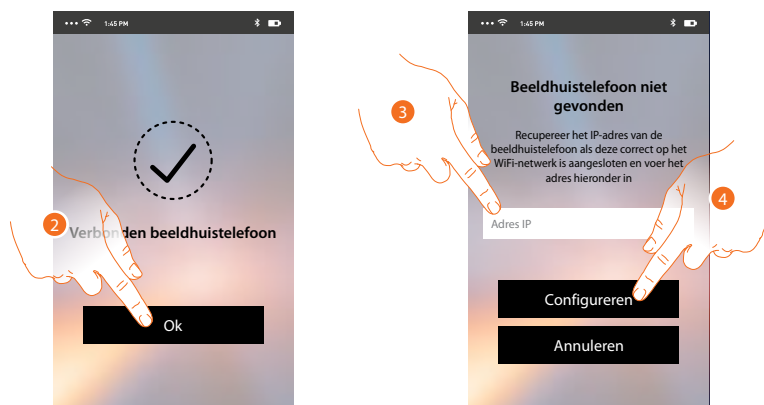 1:45 PM
2
Verbonden beeldhuistelefoon
Ok
1:45 PM
3
Beeldhuistelefoon niet
gevonden
Recupereer het IP-adres van de
beeldhuistelefoon als deze correct op het
WiFi-netwerk is aangesloten en voer het
adres hieronder in
4
Adres IP
Configureren
Annuleren